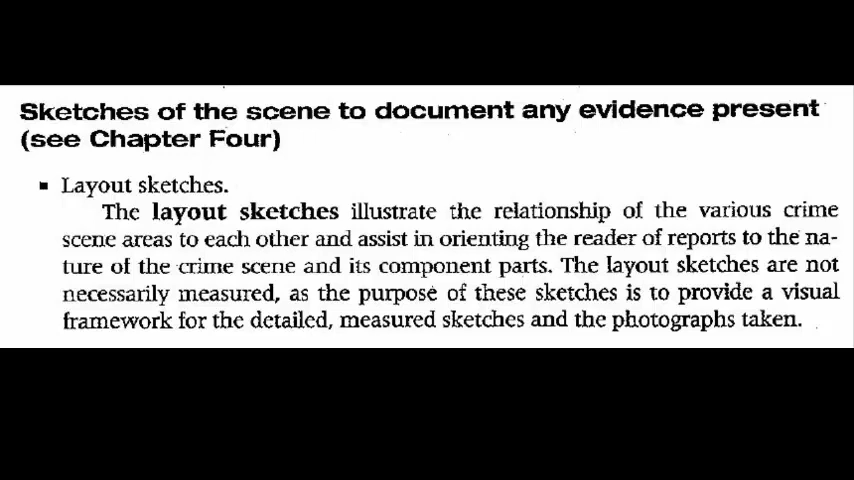 Sketches of the scene to document any evidence present
(see Chapter Four)
▪ Layout sketches.
The layout sketches illustrate the relationship of the various crime
scene areas to each other and assist in orienting the reader of reports to the na-
ture of the crime scene and its component parts. The layout sketches are not
necessarily measured, as the purpose of these sketches is to provide a visual
framework for the detailed, measured sketches and the photographs taken.